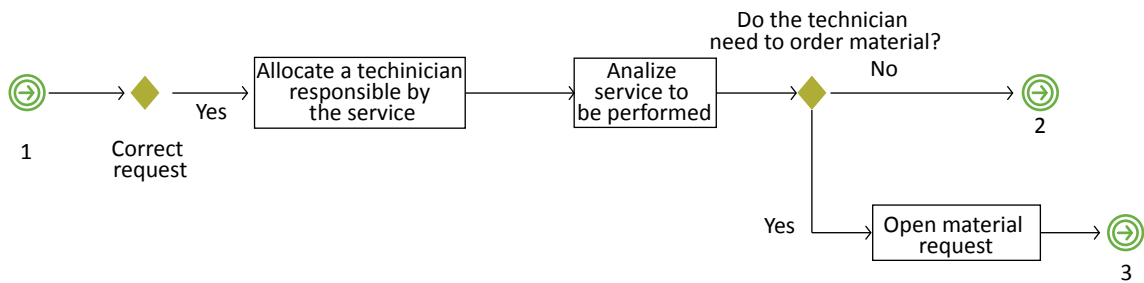 Do the technician
need to order material?
No
Allocate a techinician
responsible by
the service
Analize
service to
be performed
Yes
1
Correct
request
2
Yes
Open material
request
3